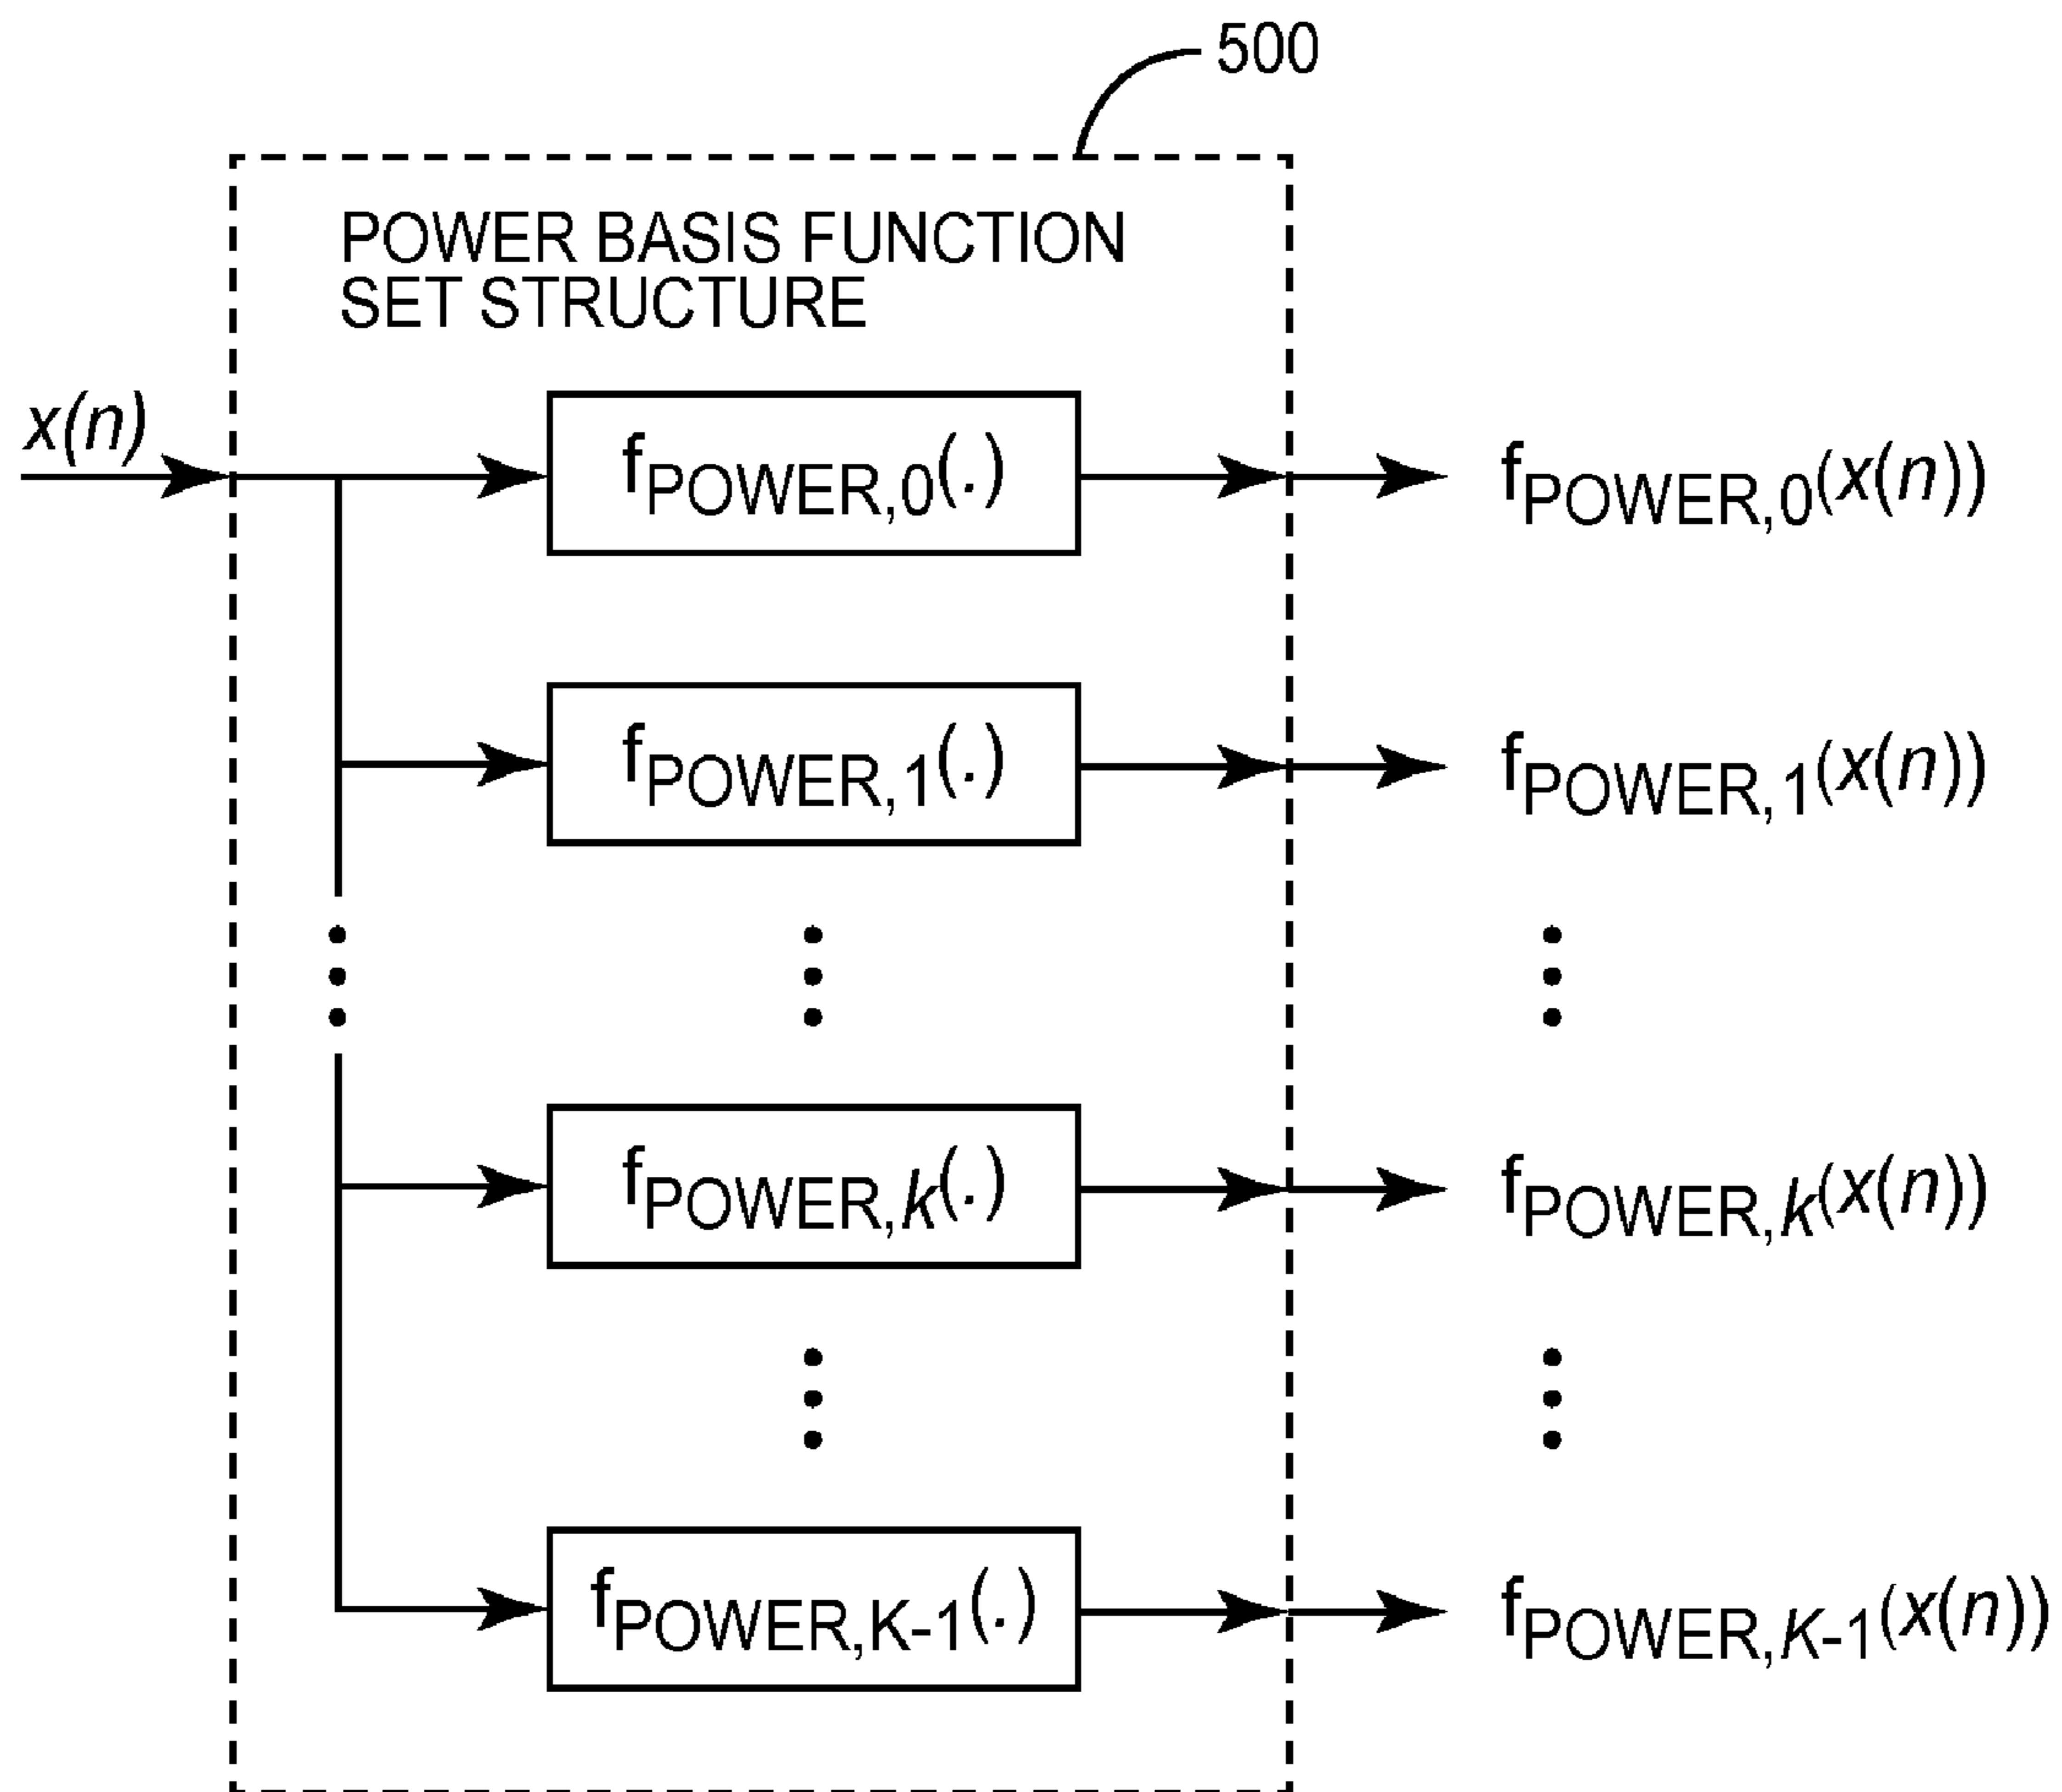 500
POWER BASIS FUNCTION
SET STRUCTURE
x(n)
fPOWER,0(.)
fPOWER,0(x(n))
fPOWER,1(.)
fPOWER,1(x(n))
fPOWER,k(.)
fPOWER,k(x(n))
fPOWER,K-1(.)
fPOWER,K-1(x(n))